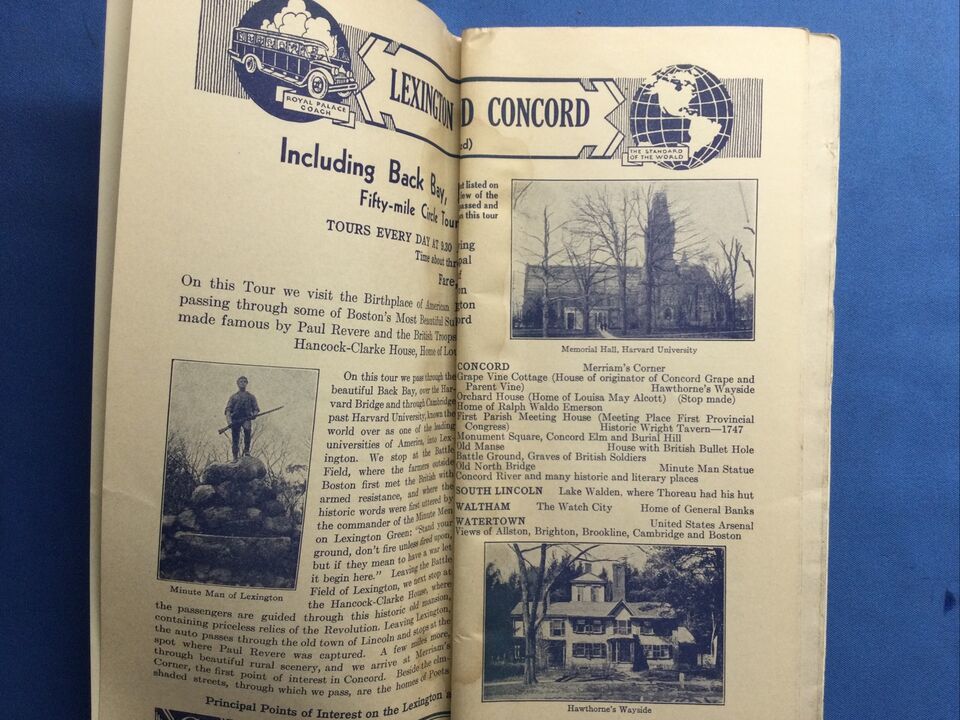 ROYAL PALACE
COACH
LEXINGTON
Including Back Bay,
Fifty-mile Circle Tour
TOURS EVERY DAY AT 9.30
Time about
Fare
On this Tour we visit the Birthplace of American
passing through some of Boston's Most Beautiful
made famous by Paul Revere and the British Troops
Hancock-Clarke House, Home of
On this tour we pass through the
beautiful Back Bay, over the Har-
vard Bridge and through Cambridge
past Harvard University, known the
world over as one of the leading
universities of America, into Lex-
ington. We stop at the Battle
Field, where the farmers outside
Boston first met the British with
armed resistance, and where the
historic words were first uttered by
the commander of the Minute Men
on Lexington Green: "Stand your
ground, don't fire unless fired upon,
but if they mean to have a war let
it begin here." Leaving the Battle
Field of Lexington, we next stop at
the Hancock-Clarke House, where
Minute Man of Lexington
the passengers are guided through this historic old mansion,
containing priceless relics of the Revolution. Leaving Lexington,
the auto passes through the old town of Lincoln and stops at the
spot where Paul Revere was captured. A few miles more,
through beautiful rural scenery, and we arrive at Merriam's
Corner, the first point of interest in Concord. Beside the elm-
shaded streets, through which we pass, are the homes of Poets
Principal Points of Interest on the Lexington
D CONCORD
ed)
THE STANDARD
OF THE WORLD
listed on
of the
passed and
this tour
Memorial Hall, Harvard University
CONCORD Merriam's Corner
Grape Vine Cottage (House of originator of Concord Grape and
Parent Vine) Hawthorne's Wayside
Orchard House (Home of Louisa May Alcott) (Stop made)
Home of Ralph Waldo Emerson
First Parish Meeting House (Meeting Place First Provincial
Congress) Historic Wright Tavern—1747
Monument Square, Concord Elm and Burial Hill
Old Manse House with British Bullet Hole
Battle Ground, Graves of British Soldiers
Old North Bridge Minute Man Statue
Concord River and many historic and literary places
SOUTH LINCOLN Lake Walden, where Thoreau had his hut
WALTHAM The Watch City Home of General Banks
WATERTOWN United States Arsenal
Views of Allston, Brighton, Brookline, Cambridge and Boston
Hawthorne's Wayside